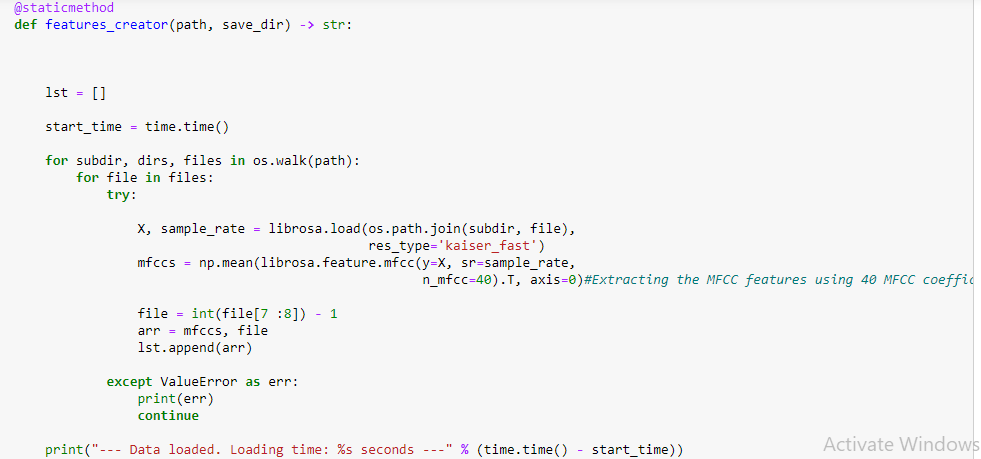 @staticmethod
def features_creator(path, save_dir) -> str:
lst = []
start_time = time.time()
for subdir, dirs, files in os.walk(path):
for file in files:
try:
X, sample_rate = librosa.load(os.path.join(subdir, file),
res_type='kaiser_fast')
mfccs = np.mean(librosa.feature.mfcc(y=X, sr=sample_rate,
n_mfcc=40).T, axis=0)#Extracting the MFCC features using 40 MFCC coeffic
file = int(file[7 :8]) - 1
arr = mfccs, file
lst.append(arr)
except ValueError as err:
print(err)
continue
print("--- Data loaded. Loading time: %s seconds ---" % (time.time() - start_time))
Activate Windows